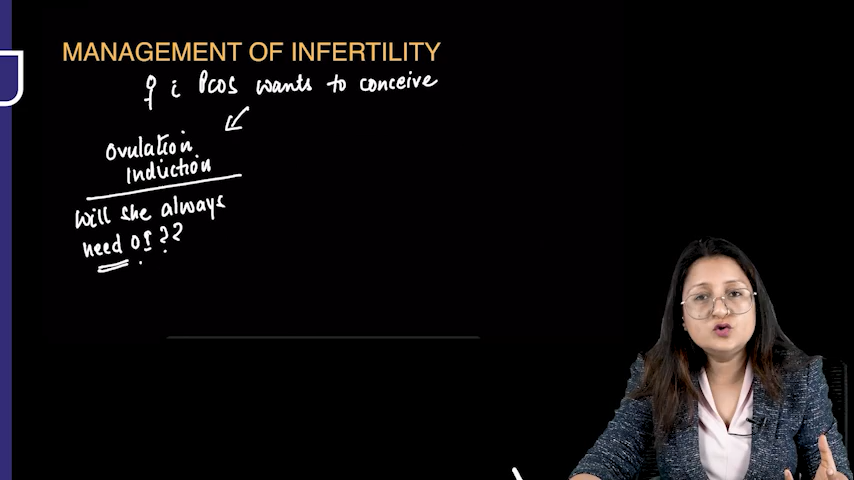 MANAGEMENT OF INFERTILITY
♀ c̄ PCOS wants to conceive
Ovulation
Induction
Will she always
need OI ??